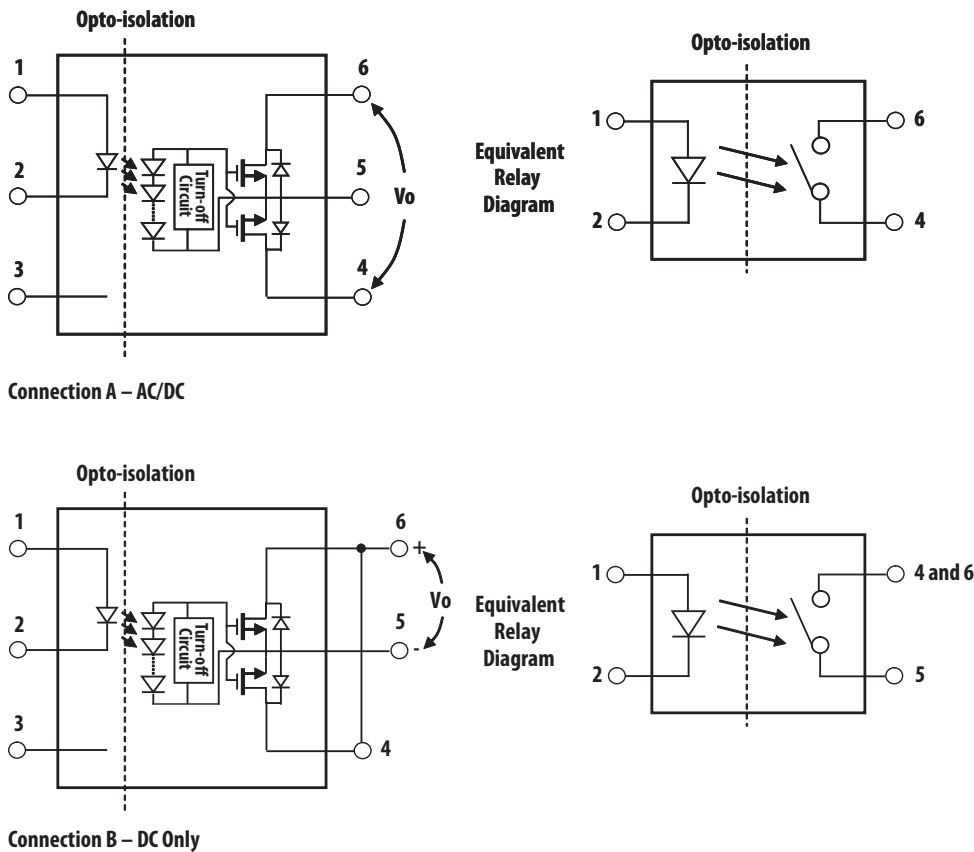 Opto-isolation
1
6
2
5
3
4
Turn-off
Circuit
Vo
Connection A – AC/DC
Opto-isolation
Equivalent
Relay
Diagram
1
6
2
4
Opto-isolation
1
6
+
2
5
-
3
4
Turn-off
Circuit
Vo
Connection B – DC Only
Opto-isolation
Equivalent
Relay
Diagram
1
4 and 6
2
5